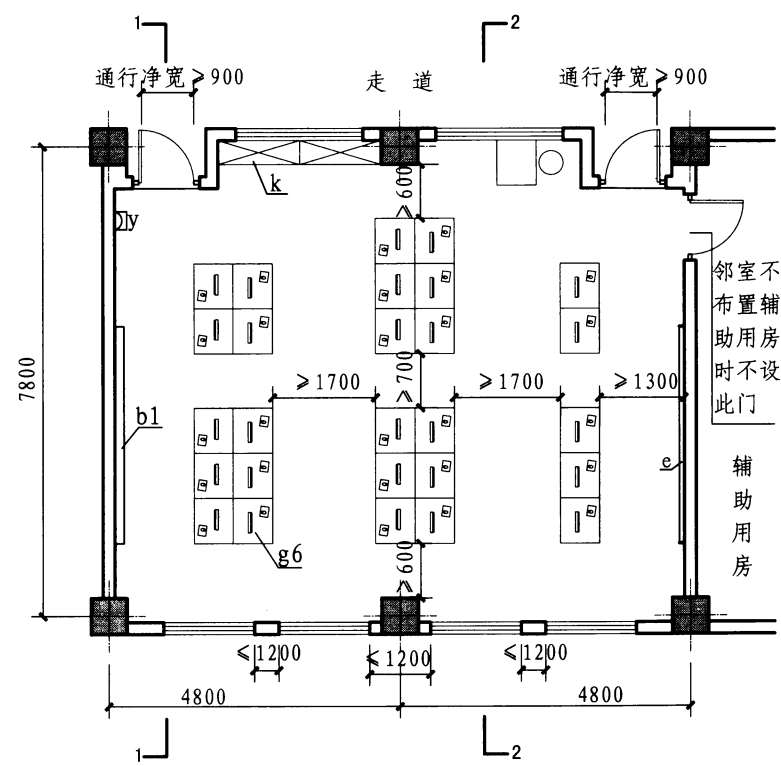 1
2
通行净宽≥900
走 道
通行净宽≥900
k
≥600
y
邻室不
布置辅
助用房
时不设
此门
7800
≥1700
≥700
≥1700
≥1300
b1
e
辅助用房
g6
≥600
≤1200
≤1200
≤1200
4800
4800
1
2